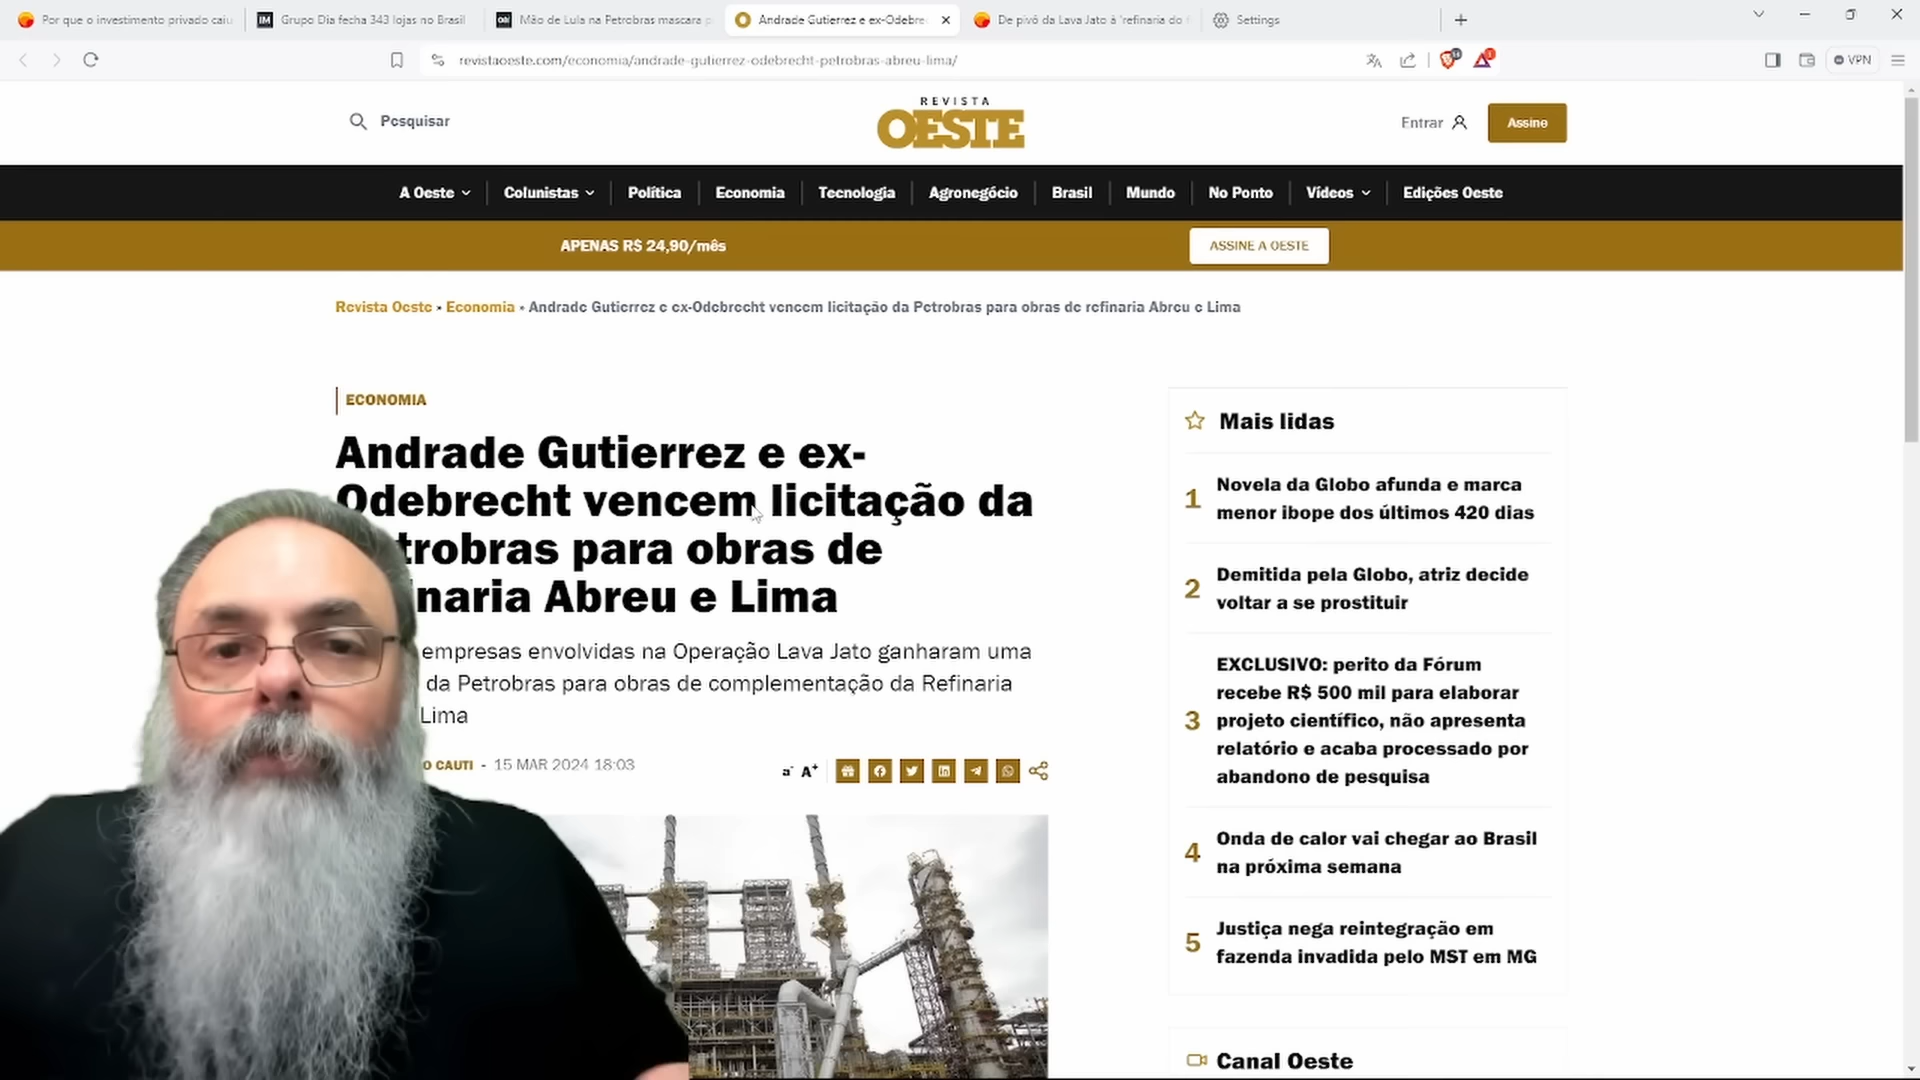 Por que o investimento privado caiu
IM Grupo Dia fecha 343 lojas no Brasil
Mão de Lula na Petrobras mascara
Andrade Gutierrez e ex-Odebre
De pivô da Lava Jato à 'refinaria do
Settings
revistaoeste.com/economia/andrade-gutierrez-odebrecht-petrobras-abreu-lima/
VPN
Pesquisar
REVISTA
OESTE
Entrar
Assine
A Oeste
Colunistas
Política
Economia
Tecnologia
Agronegócio
Brasil
Mundo
No Ponto
Vídeos
Edições Oeste
APENAS R$ 24,90/mês
ASSINE A OESTE
Revista Oeste • Economia • Andrade Gutierrez e ex-Odebrecht vencem licitação da Petrobras para obras de refinaria Abreu e Lima
ECONOMIA
Andrade Gutierrez e ex-
Odebrecht vencem licitação da
trobras para obras de
naria Abreu e Lima
empresas envolvidas na Operação Lava Jato ganharam uma
da Petrobras para obras de complementação da Refinaria
Lima
O CAUTI - 15 MAR 2024 18:03
a- A+
Mais lidas
1 Novela da Globo afunda e marca
menor ibope dos últimos 420 dias
2 Demitida pela Globo, atriz decide
voltar a se prostituir
3 EXCLUSIVO: perito da Fórum
recebe R$ 500 mil para elaborar
projeto científico, não apresenta
relatório e acaba processado por
abandono de pesquisa
4 Onda de calor vai chegar ao Brasil
na próxima semana
5 Justiça nega reintegração em
fazenda invadida pelo MST em MG
Canal Oeste